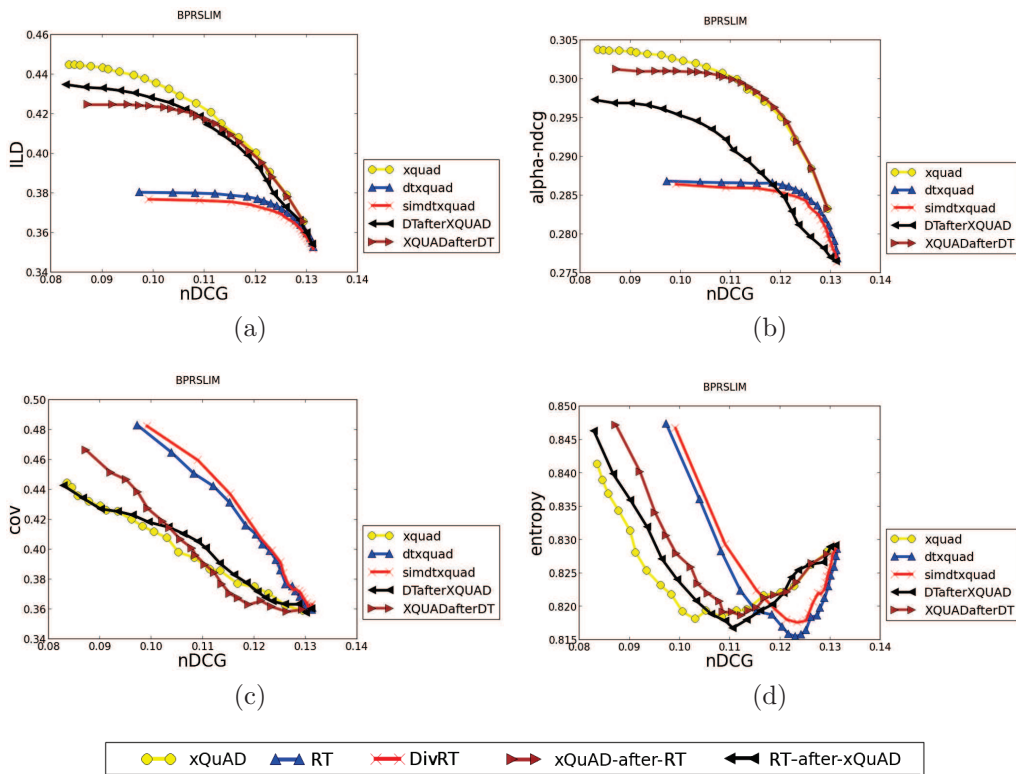 BPRSLIM
0.46
0.44
0.42
0.40
0.38
0.36
0.34
ILD
0.08 0.09 0.10 0.11 0.12 0.13 0.14
nDCG
xquad
dtxquad
simdtxquad
DTafterXQUAD
XQUADafterDT
(a)
BPRSLIM
0.305
0.300
0.295
0.290
0.285
0.280
0.275
alpha-ndcg
0.08 0.09 0.10 0.11 0.12 0.13 0.14
nDCG
xquad
dtxquad
simdtxquad
DTafterXQUAD
XQUADafterDT
(b)
BPRSLIM
0.50
0.48
0.46
0.44
0.42
0.40
0.38
0.36
0.34
cov
0.08 0.09 0.10 0.11 0.12 0.13 0.14
nDCG
xquad
dtxquad
simdtxquad
DTafterXQUAD
XQUADafterDT
(c)
BPRSLIM
0.850
0.845
0.840
0.835
0.830
0.825
0.820
0.815
entropy
0.08 0.09 0.10 0.11 0.12 0.13 0.14
nDCG
xquad
dtxquad
simdtxquad
DTafterXQUAD
XQUADafterDT
(d)
xQuAD RT DivRT xQuAD-after-RT RT-after-xQuAD